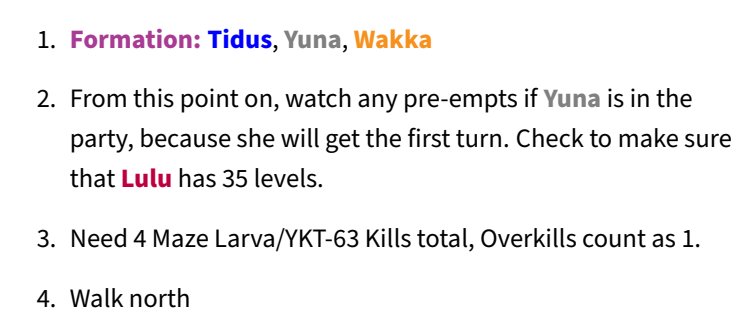 1. Formation: Tidus, Yuna, Wakka
2. From this point on, watch any pre-empts if Yuna is in the
party, because she will get the first turn. Check to make sure
that Lulu has 35 levels.
3. Need 4 Maze Larva/YKT-63 Kills total, Overkills count as 1.
4. Walk north